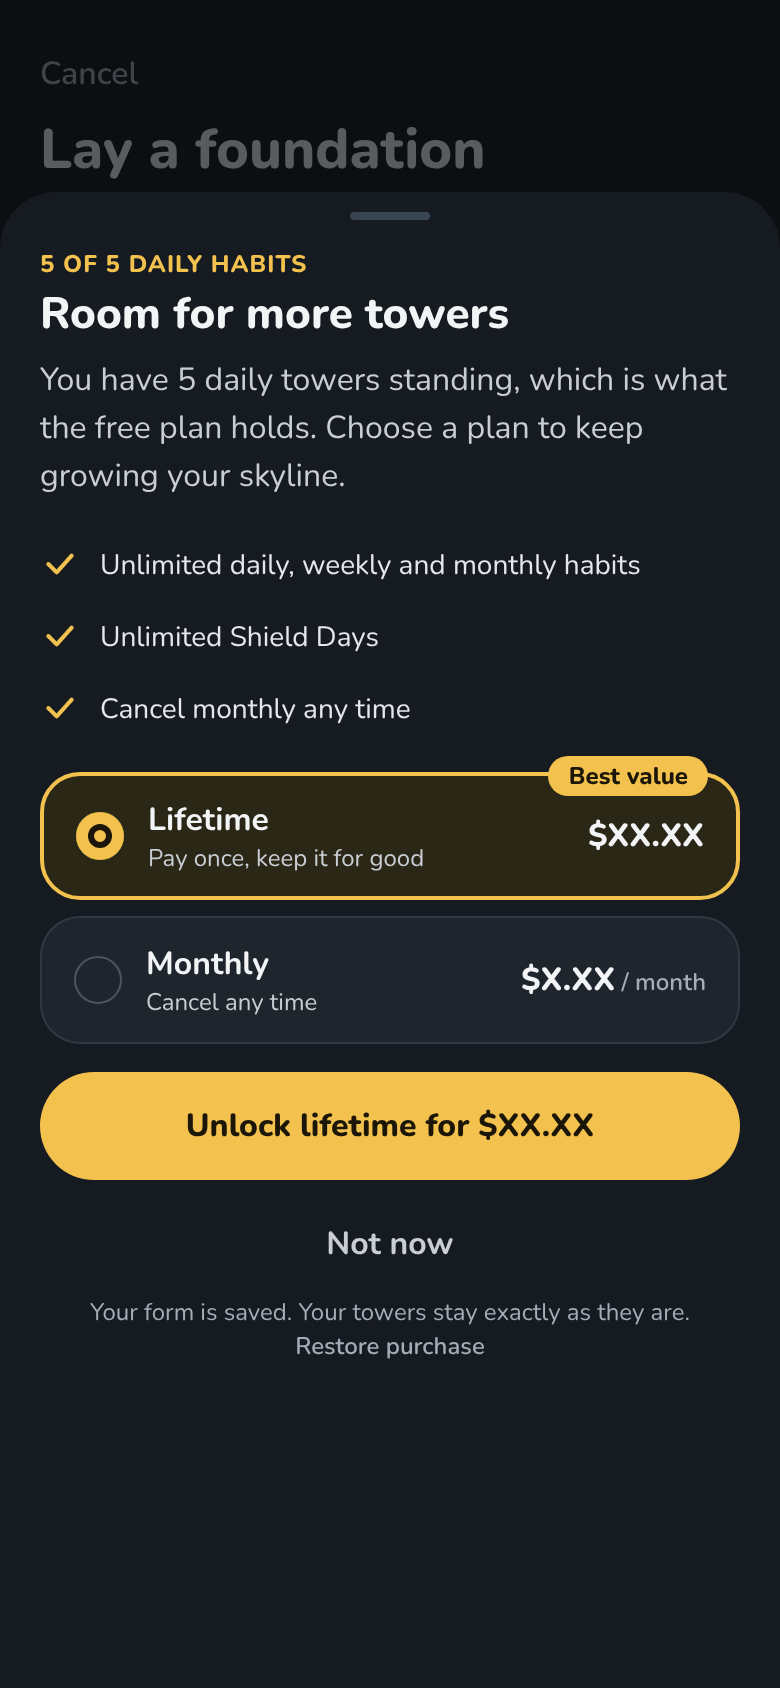 Cancel
Lay a foundation
5 OF 5 DAILY HABITS
Room for more towers
You have 5 daily towers standing, which is what
the free plan holds. Choose a plan to keep
growing your skyline.
Unlimited daily, weekly and monthly habits
Unlimited Shield Days
Cancel monthly any time
Best value
Lifetime
$XX.XX
Pay once, keep it for good
Monthly
$X.XX / month
Cancel any time
Unlock lifetime for $XX.XX
Not now
Your form is saved. Your towers stay exactly as they are.
Restore purchase